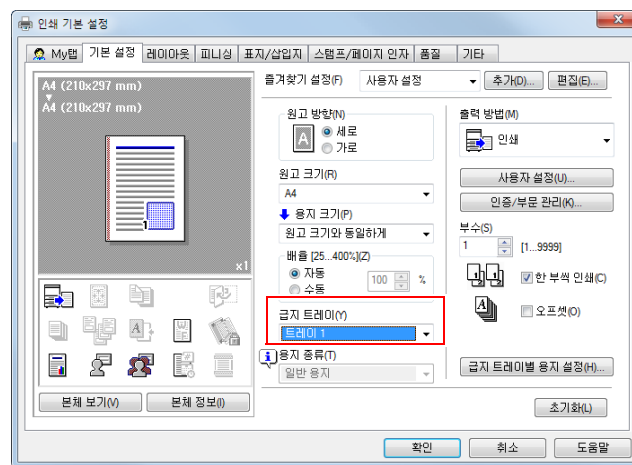 인쇄 기본 설정
My탭 기본 설정 레이아웃 피니싱 표지/삽입지 스탬프/페이지 인자 품질 기타
A4 (210x297 mm)
A4 (210x297 mm)
1
x1
본체 보기(V) 본체 정보(I)
즐겨찾기 설정(F) 사용자 설정 추가(D)... 편집(E)...
원고 방향(N)
A 세로
가로
원고 크기(R)
A4
용지 크기(P)
원고 크기와 동일하게
배율 [25...400%](Z)
자동
수동
100 %
급지 트레이(Y)
트레이 1
용지 종류(T)
일반 용지
출력 방법(M)
인쇄
사용자 설정(U)...
인증/부문 관리(K)...
부수(S)
1 [1...9999]
한 부씩 인쇄(C)
오프셋(O)
급지 트레이별 용지 설정(H)...
초기화(L)
확인 취소 도움말